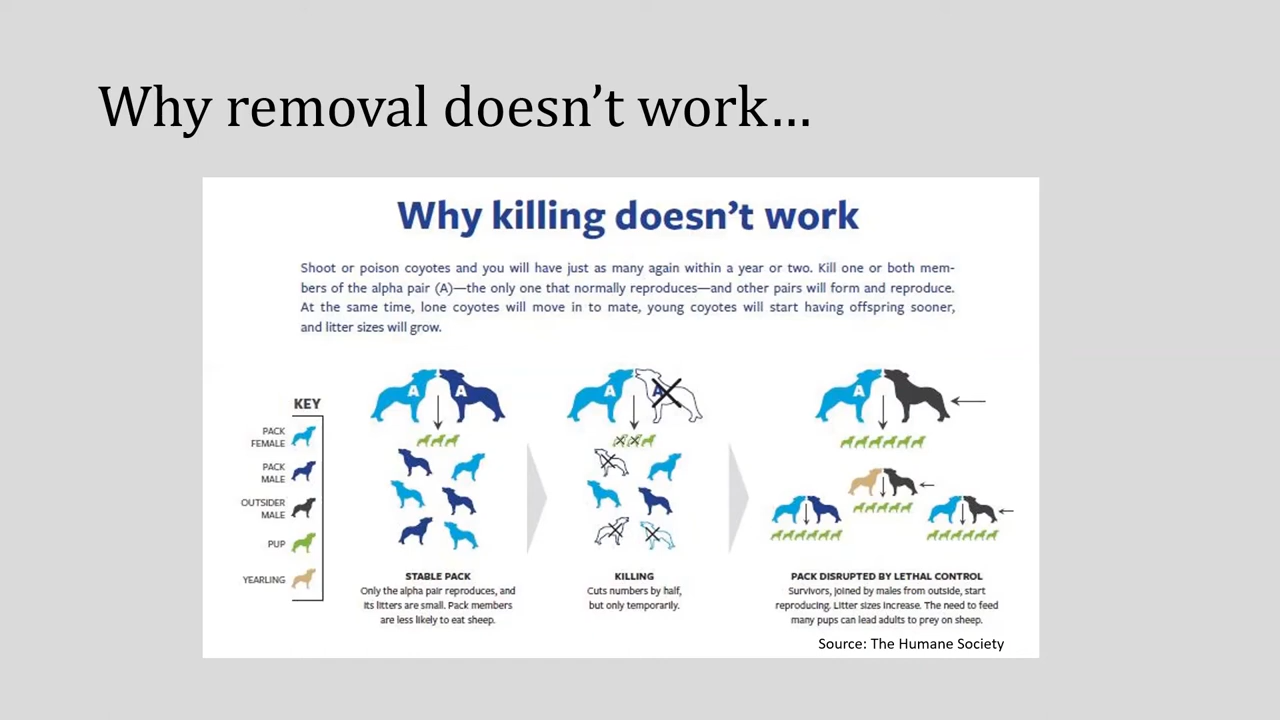 Why removal doesn’t work...
Why killing doesn’t work
Shoot or poison coyotes and you will have just as many again within a year or two. Kill one or both mem-
bers of the alpha pair (A)—the only one that normally reproduces—and other pairs will form and reproduce.
At the same time, lone coyotes will move in to mate, young coyotes will start having offspring sooner,
and litter sizes will grow.
KEY
PACK
FEMALE
PACK
MALE
OUTSIDER
MALE
PUP
YEARLING
A A
A A
A
STABLE PACK
Only the alpha pair reproduces, and
its litters are small. Pack members
are less likely to eat sheep.
KILLING
Cuts numbers by half,
but only temporarily.
PACK DISRUPTED BY LETHAL CONTROL
Survivors, joined by males from outside, start
reproducing. Litter sizes increase. The need to feed
many pups can lead adults to prey on sheep.
Source: The Humane Society